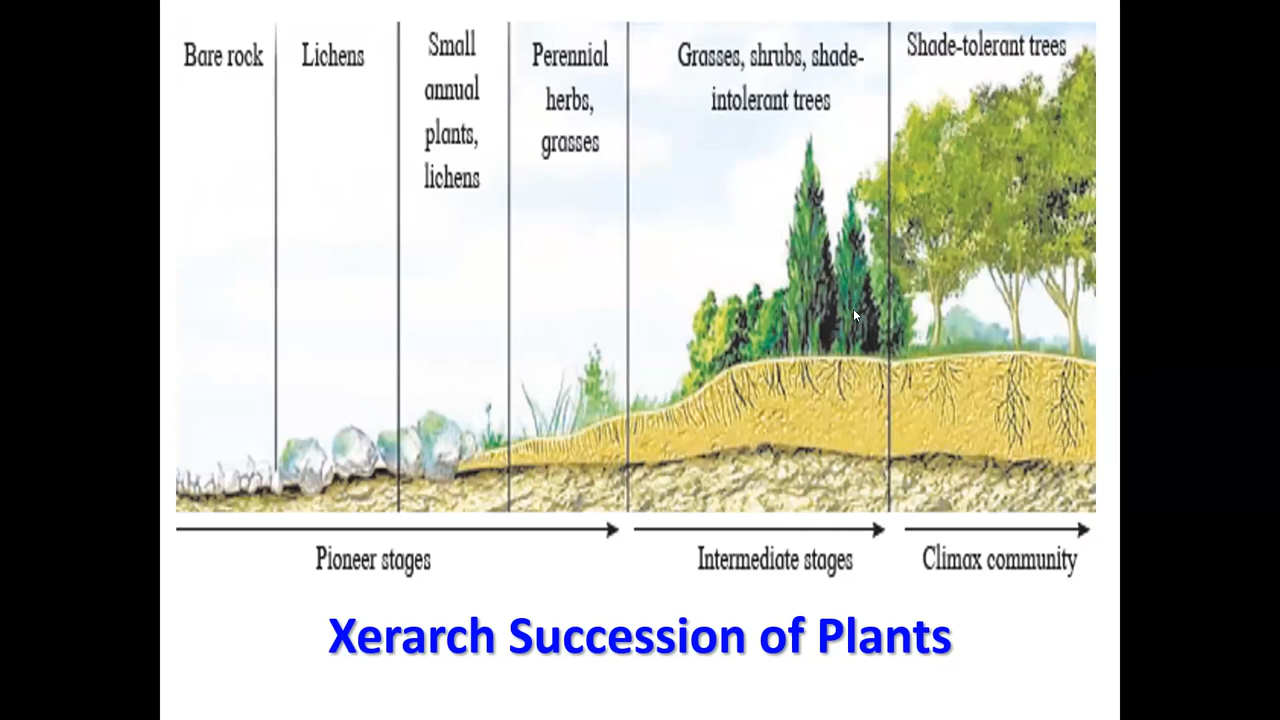 Bare rock
Lichens
Small
annual
plants,
lichens
Perennial
herbs,
grasses
Grasses, shrubs, shade-
intolerant trees
Shade-tolerant trees
Pioneer stages
Intermediate stages
Climax community
Xerarch Succession of Plants